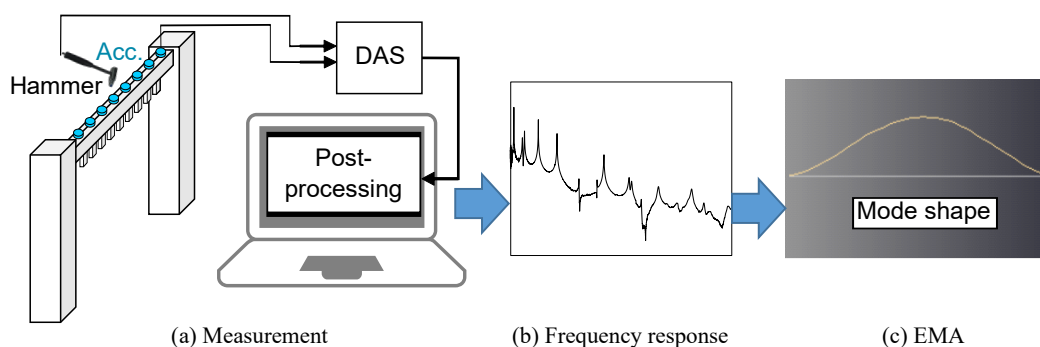 Acc.
Hammer
DAS
Post-
processing
Mode shape
(a) Measurement
(b) Frequency response
(c) EMA